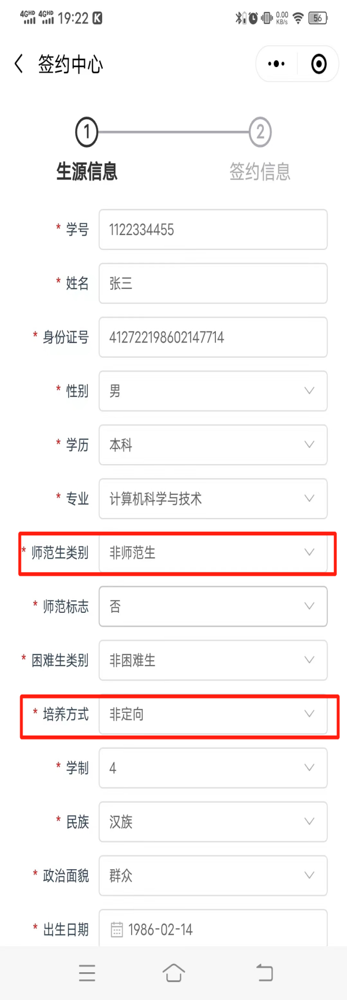 4GHD 4GHD 19:22 K 0.00 KB/s 56
签约中心
1 2
生源信息 签约信息
* 学号 1122334455
* 姓名 张三
* 身份证号 412722198602147714
* 性别 男
* 学历 本科
* 专业 计算机科学与技术
* 师范生类别 非师范生
* 师范标志 否
* 困难生类别 非困难生
* 培养方式 非定向
* 学制 4
* 民族 汉族
* 政治面貌 群众
* 出生日期 1986-02-14